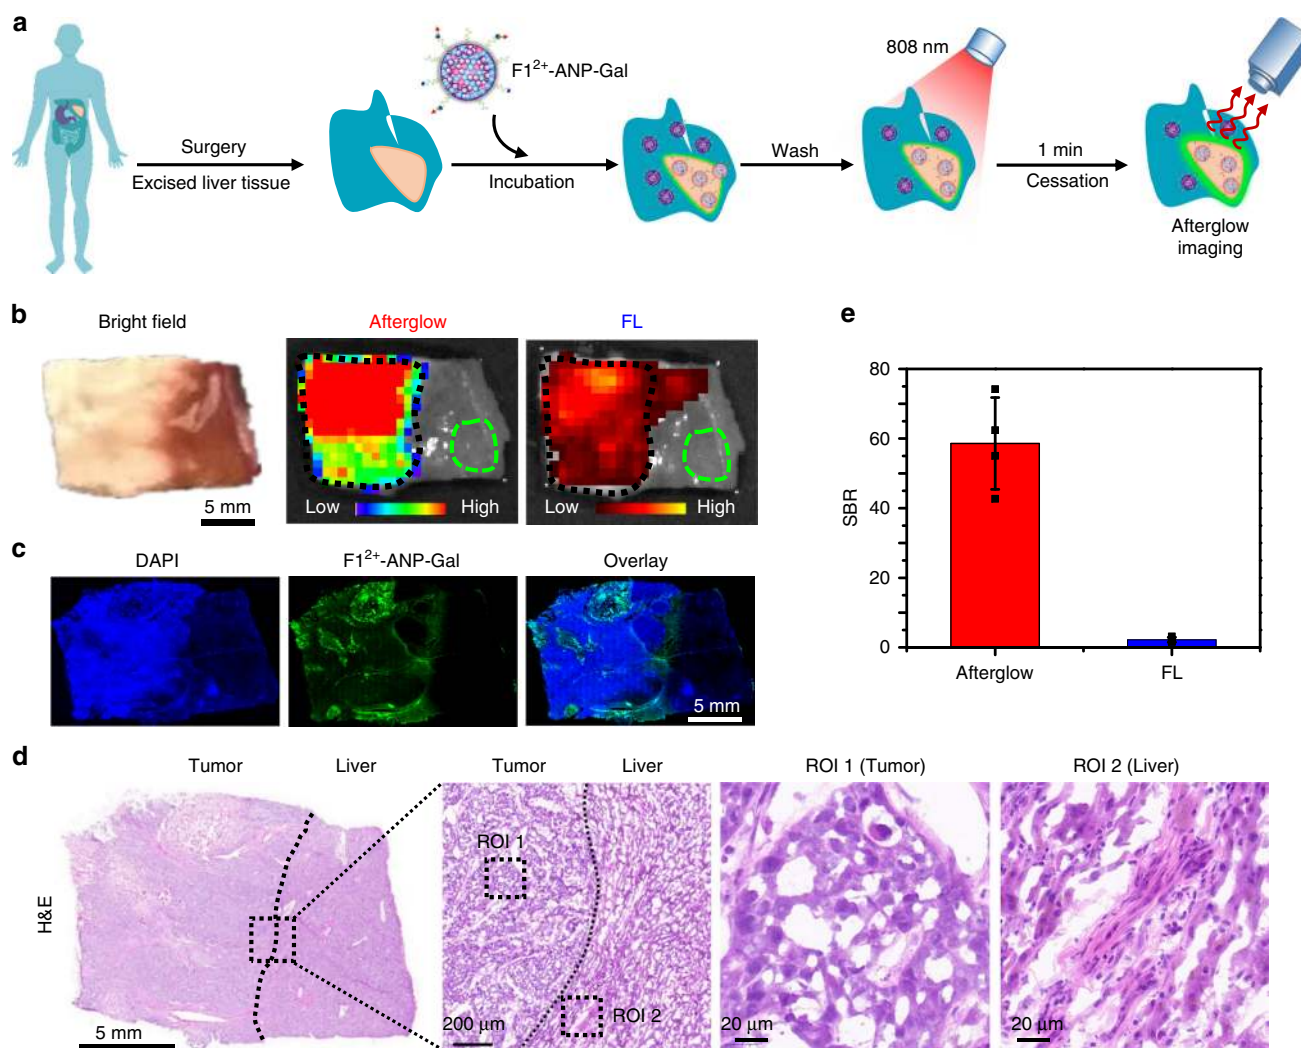 a
F1²⁺-ANP-Gal
808 nm
Surgery
Excised liver tissue
Incubation
Wash
1 min
Cessation
Afterglow
imaging
b
Bright field
Afterglow
FL
5 mm
Low
High
Low
High
c
DAPI
F1²⁺-ANP-Gal
Overlay
5 mm
e
SBR
80
60
40
20
0
Afterglow
FL
d
Tumor
Liver
Tumor
Liver
ROI 1 (Tumor)
ROI 2 (Liver)
H&E
ROI 1
ROI 2
5 mm
200 μm
20 μm
20 μm